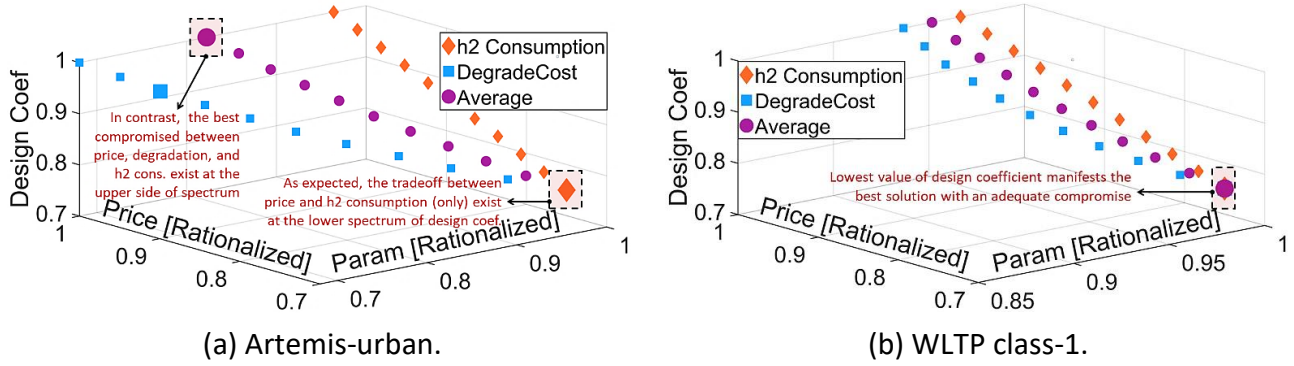 Design Coef
1
0.9
0.8
0.7
1
0.9
0.8
0.7
Price [Rationalized]
0.7
0.8
0.9
1
Param [Rationalized]
h2 Consumption
DegradeCost
Average
In contrast, the best
compromised between
price, degradation, and
h2 cons. exist at the
upper side of spectrum
As expected, the tradeoff between
price and h2 consumption (only) exist
at the lower spectrum of design coef.
(a) Artemis-urban.
Design Coef
1
0.9
0.8
0.7
1
0.9
0.8
0.7
Price [Rationalized]
0.85
0.9
0.95
1
Param [Rationalized]
h2 Consumption
DegradeCost
Average
Lowest value of design coefficient manifests the
best solution with an adequate compromise
(b) WLTP class-1.